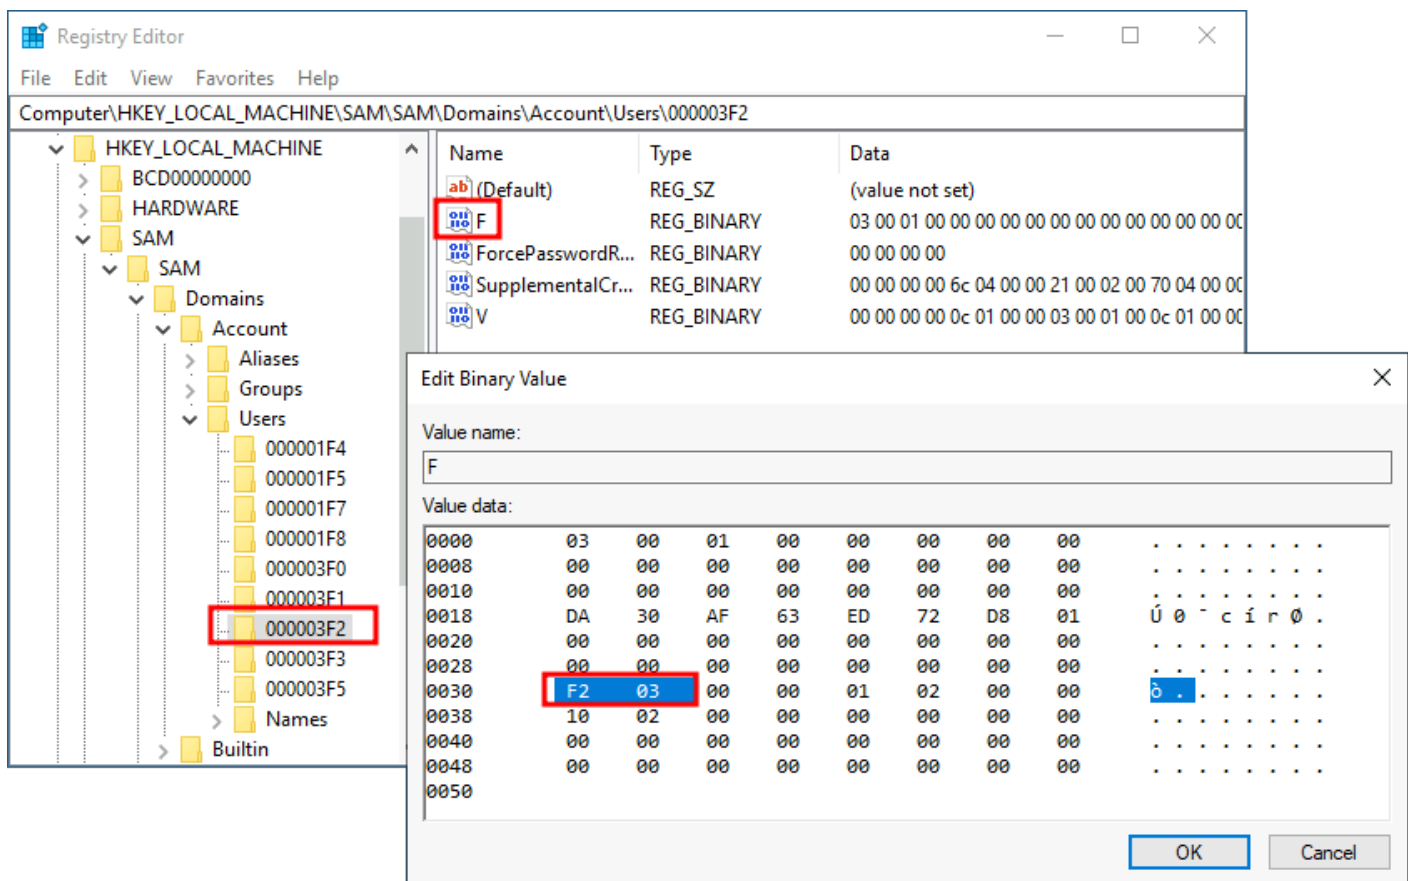 Registry Editor
File Edit View Favorites Help
Computer\HKEY_LOCAL_MACHINE\SAM\SAM\Domains\Account\Users\000003F2
HKEY_LOCAL_MACHINE
BCD00000000
HARDWARE
SAM
SAM
Domains
Account
Aliases
Groups
Users
000001F4
000001F5
000001F7
000001F8
000003F0
000003F1
000003F2
000003F3
000003F5
Names
Builtin
Name Type Data
(Default) REG_SZ (value not set)
F REG_BINARY 03 00 01 00 00 00 00 00 00 00 00 00 00 00 00 00
ForcePasswordR... REG_BINARY 00 00 00 00
SupplementalCr... REG_BINARY 00 00 00 00 6c 04 00 00 21 00 02 00 70 04 00 00
V REG_BINARY 00 00 00 00 0c 01 00 00 03 00 01 00 0c 01 00 00
Edit Binary Value
Value name:
F
Value data:
0000 03 00 01 00 00 00 00 00 . . . . . . . .
0008 00 00 00 00 00 00 00 00 . . . . . . . .
0010 00 00 00 00 00 00 00 00 . . . . . . . .
0018 DA 30 AF 63 ED 72 D8 01 Ú 0 ¯ c í r Ø .
0020 00 00 00 00 00 00 00 00 . . . . . . . .
0028 00 00 00 00 00 00 00 00 . . . . . . . .
0030 F2 03 00 00 01 02 00 00 ò . . . . . . .
0038 10 02 00 00 00 00 00 00 . . . . . . . .
0040 00 00 00 00 00 00 00 00 . . . . . . . .
0048 00 00 00 00 00 00 00 00 . . . . . . . .
0050
OK Cancel